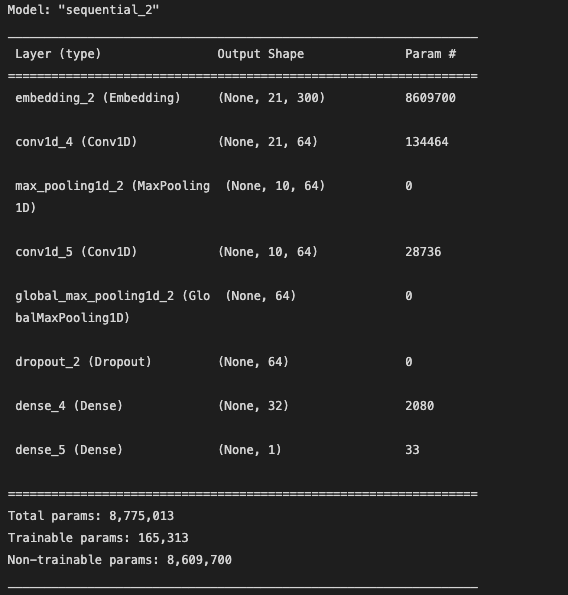 Model: "sequential_2"
Layer (type) Output Shape Param #
embedding_2 (Embedding) (None, 21, 300) 8609700
conv1d_4 (Conv1D) (None, 21, 64) 134464
max_pooling1d_2 (MaxPooling (None, 10, 64) 0
1D)
conv1d_5 (Conv1D) (None, 10, 64) 28736
global_max_pooling1d_2 (Glo (None, 64) 0
balMaxPooling1D)
dropout_2 (Dropout) (None, 64) 0
dense_4 (Dense) (None, 32) 2080
dense_5 (Dense) (None, 1) 33
Total params: 8,775,013
Trainable params: 165,313
Non-trainable params: 8,609,700